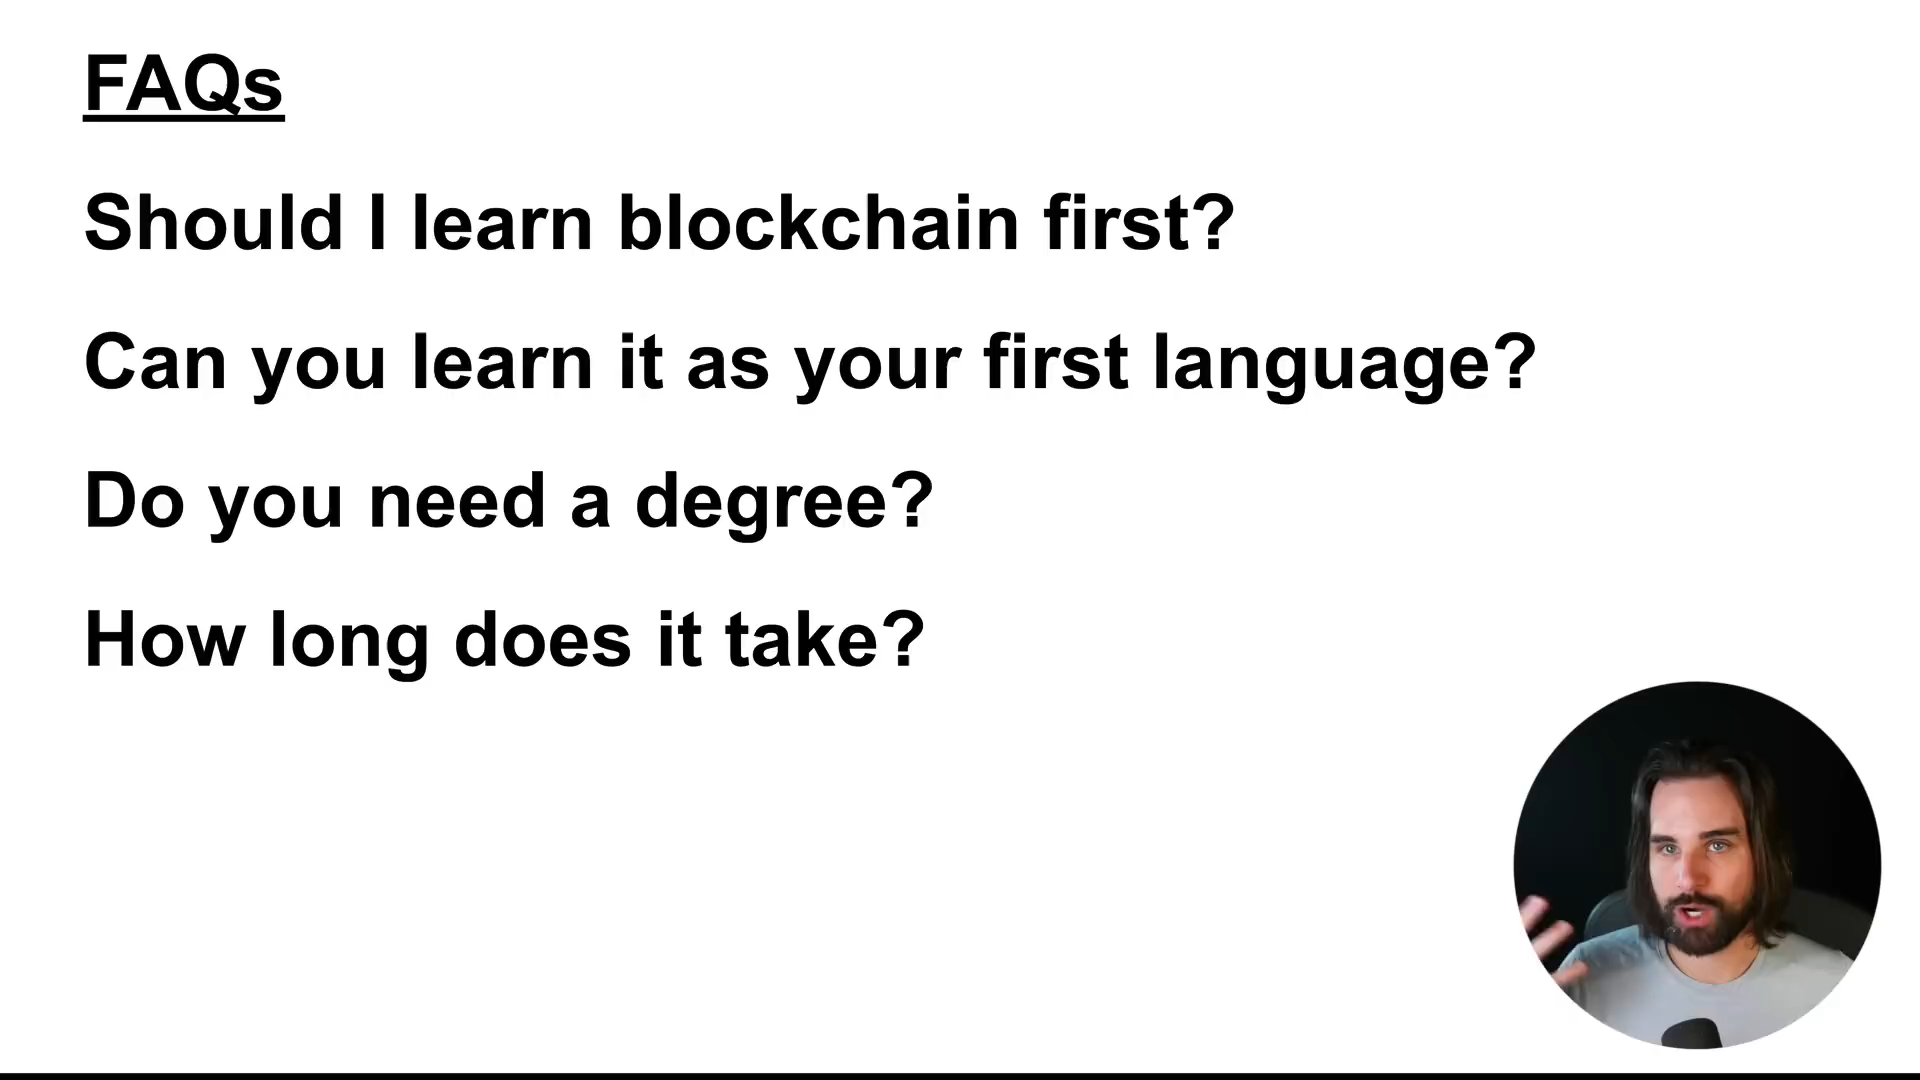 FAQs
Should I learn blockchain first?
Can you learn it as your first language?
Do you need a degree?
How long does it take?